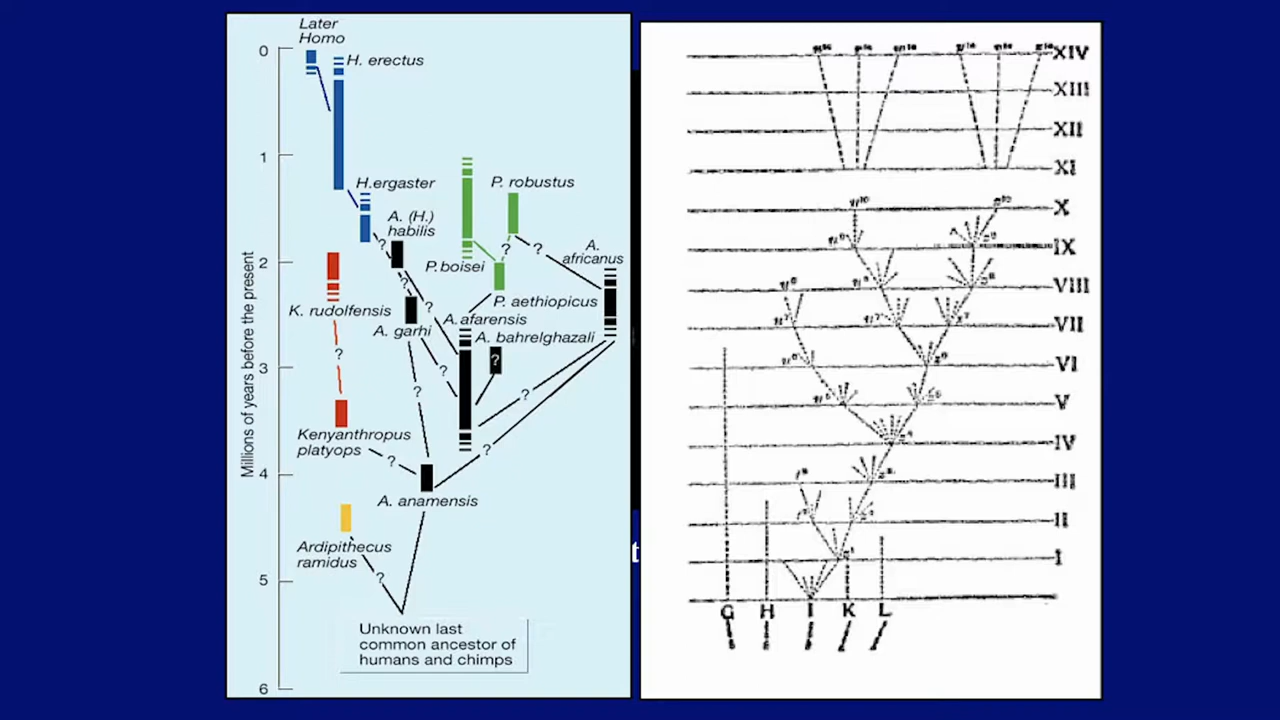 Later
Homo
0
H. erectus
1
H.ergaster
P. robustus
A. (H.)
habilis
?
?
?
A.
africanus
2
P.boisei
?
?
P. aethiopicus
K. rudolfensis
A. garhi
A.afarensis
A. bahrelghazali
?
?
3
?
?
?
Kenyanthropus
platyops
?
?
4
A. anamensis
Ardipithecus
ramidus
?
5
Unknown last
common ancestor of
humans and chimps
6
Millions of years before the present
t
XIV
XIII
XII
XI
X
IX
VIII
VII
VI
V
IV
III
II
I
G H I K L